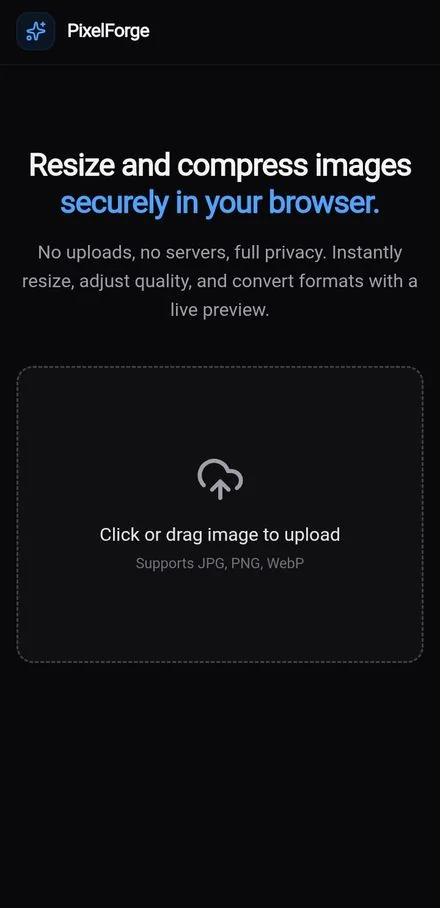 PixelForge
Resize and compress images
securely in your browser.
No uploads, no servers, full privacy. Instantly
resize, adjust quality, and convert formats with a
live preview.
Click or drag image to upload
Supports JPG, PNG, WebP